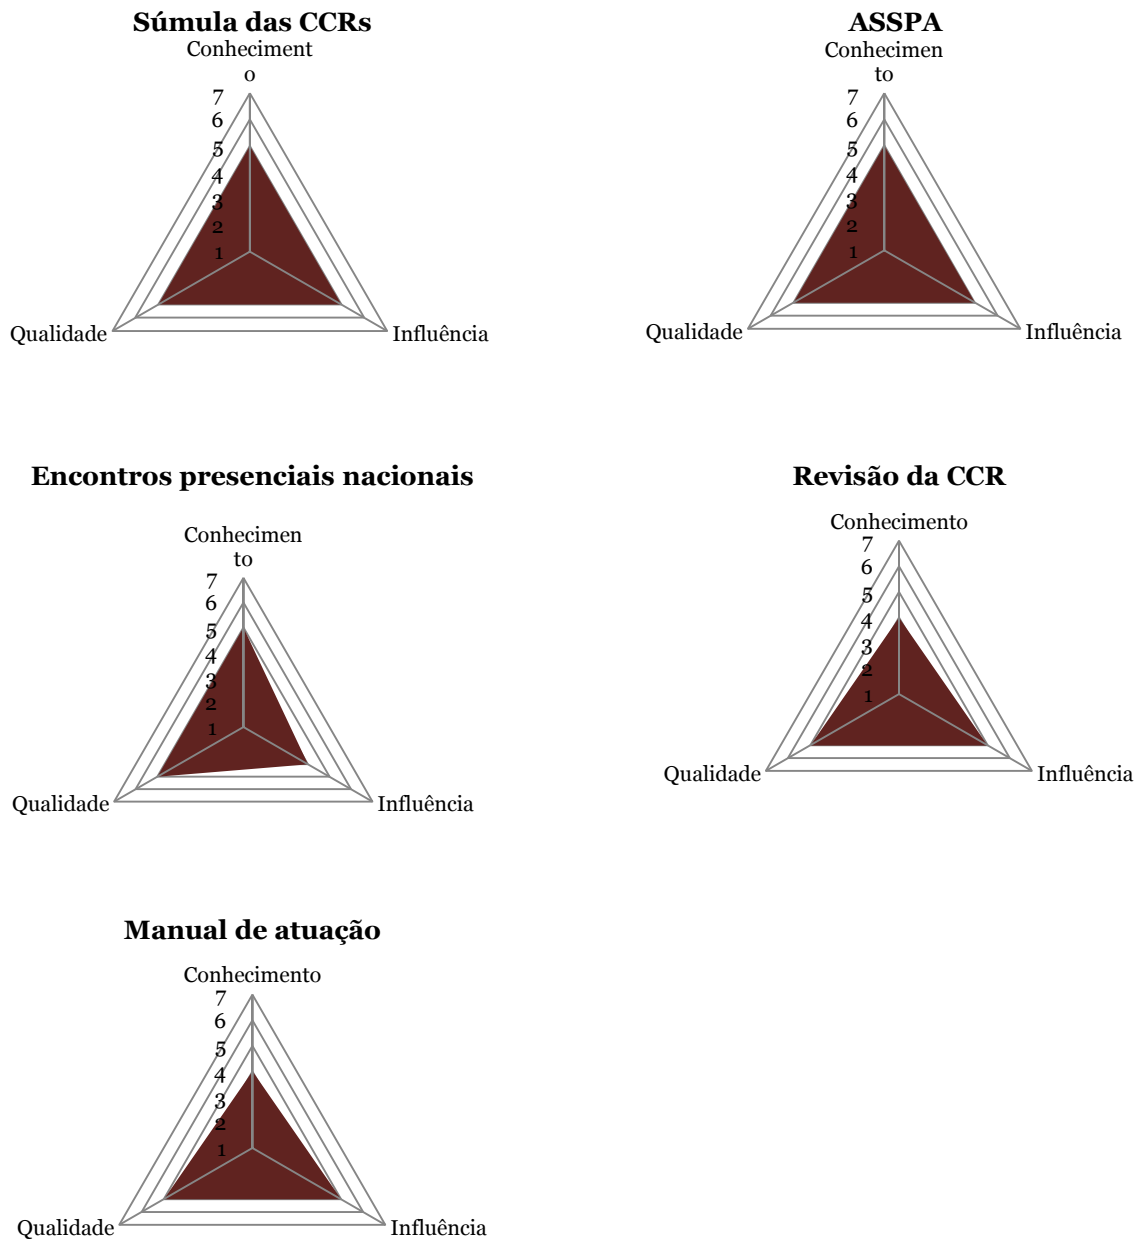 Súmula das CCRs
Conheciment
o
7
6
5
4
3
2
1
Qualidade
Influência
ASSPA
Conhecimen
to
7
6
5
4
3
2
1
Qualidade
Influência
Encontros presenciais nacionais
Conhecimen
to
7
6
5
4
3
2
1
Qualidade
Influência
Revisão da CCR
Conhecimento
7
6
5
4
3
2
1
Qualidade
Influência
Manual de atuação
Conhecimento
7
6
5
4
3
2
1
Qualidade
Influência